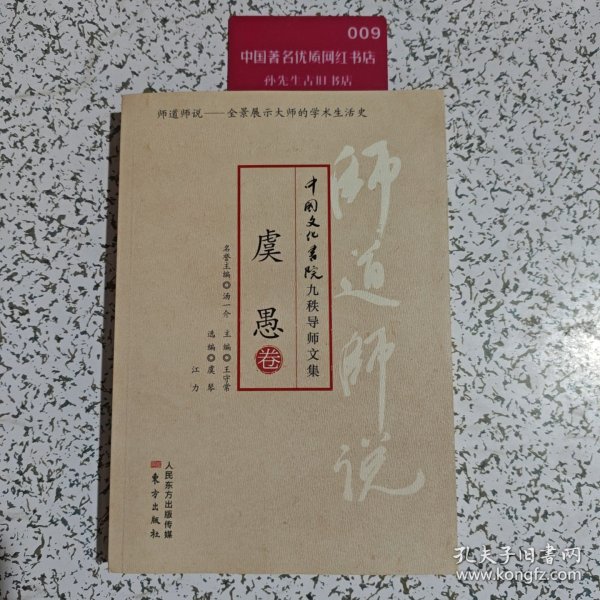 009
中国著名优质网红书店
孙先生古旧书店
师道师说——全景展示大师的学术生活史
师道师说
中国文化书院九秩导师文集
虞愚卷
名誉主编◎汤一介
主编◎王守常
选编◎虞琴
江力
人民东方出版传媒
东方出版社
孔夫子旧书网
www.kongfz.com